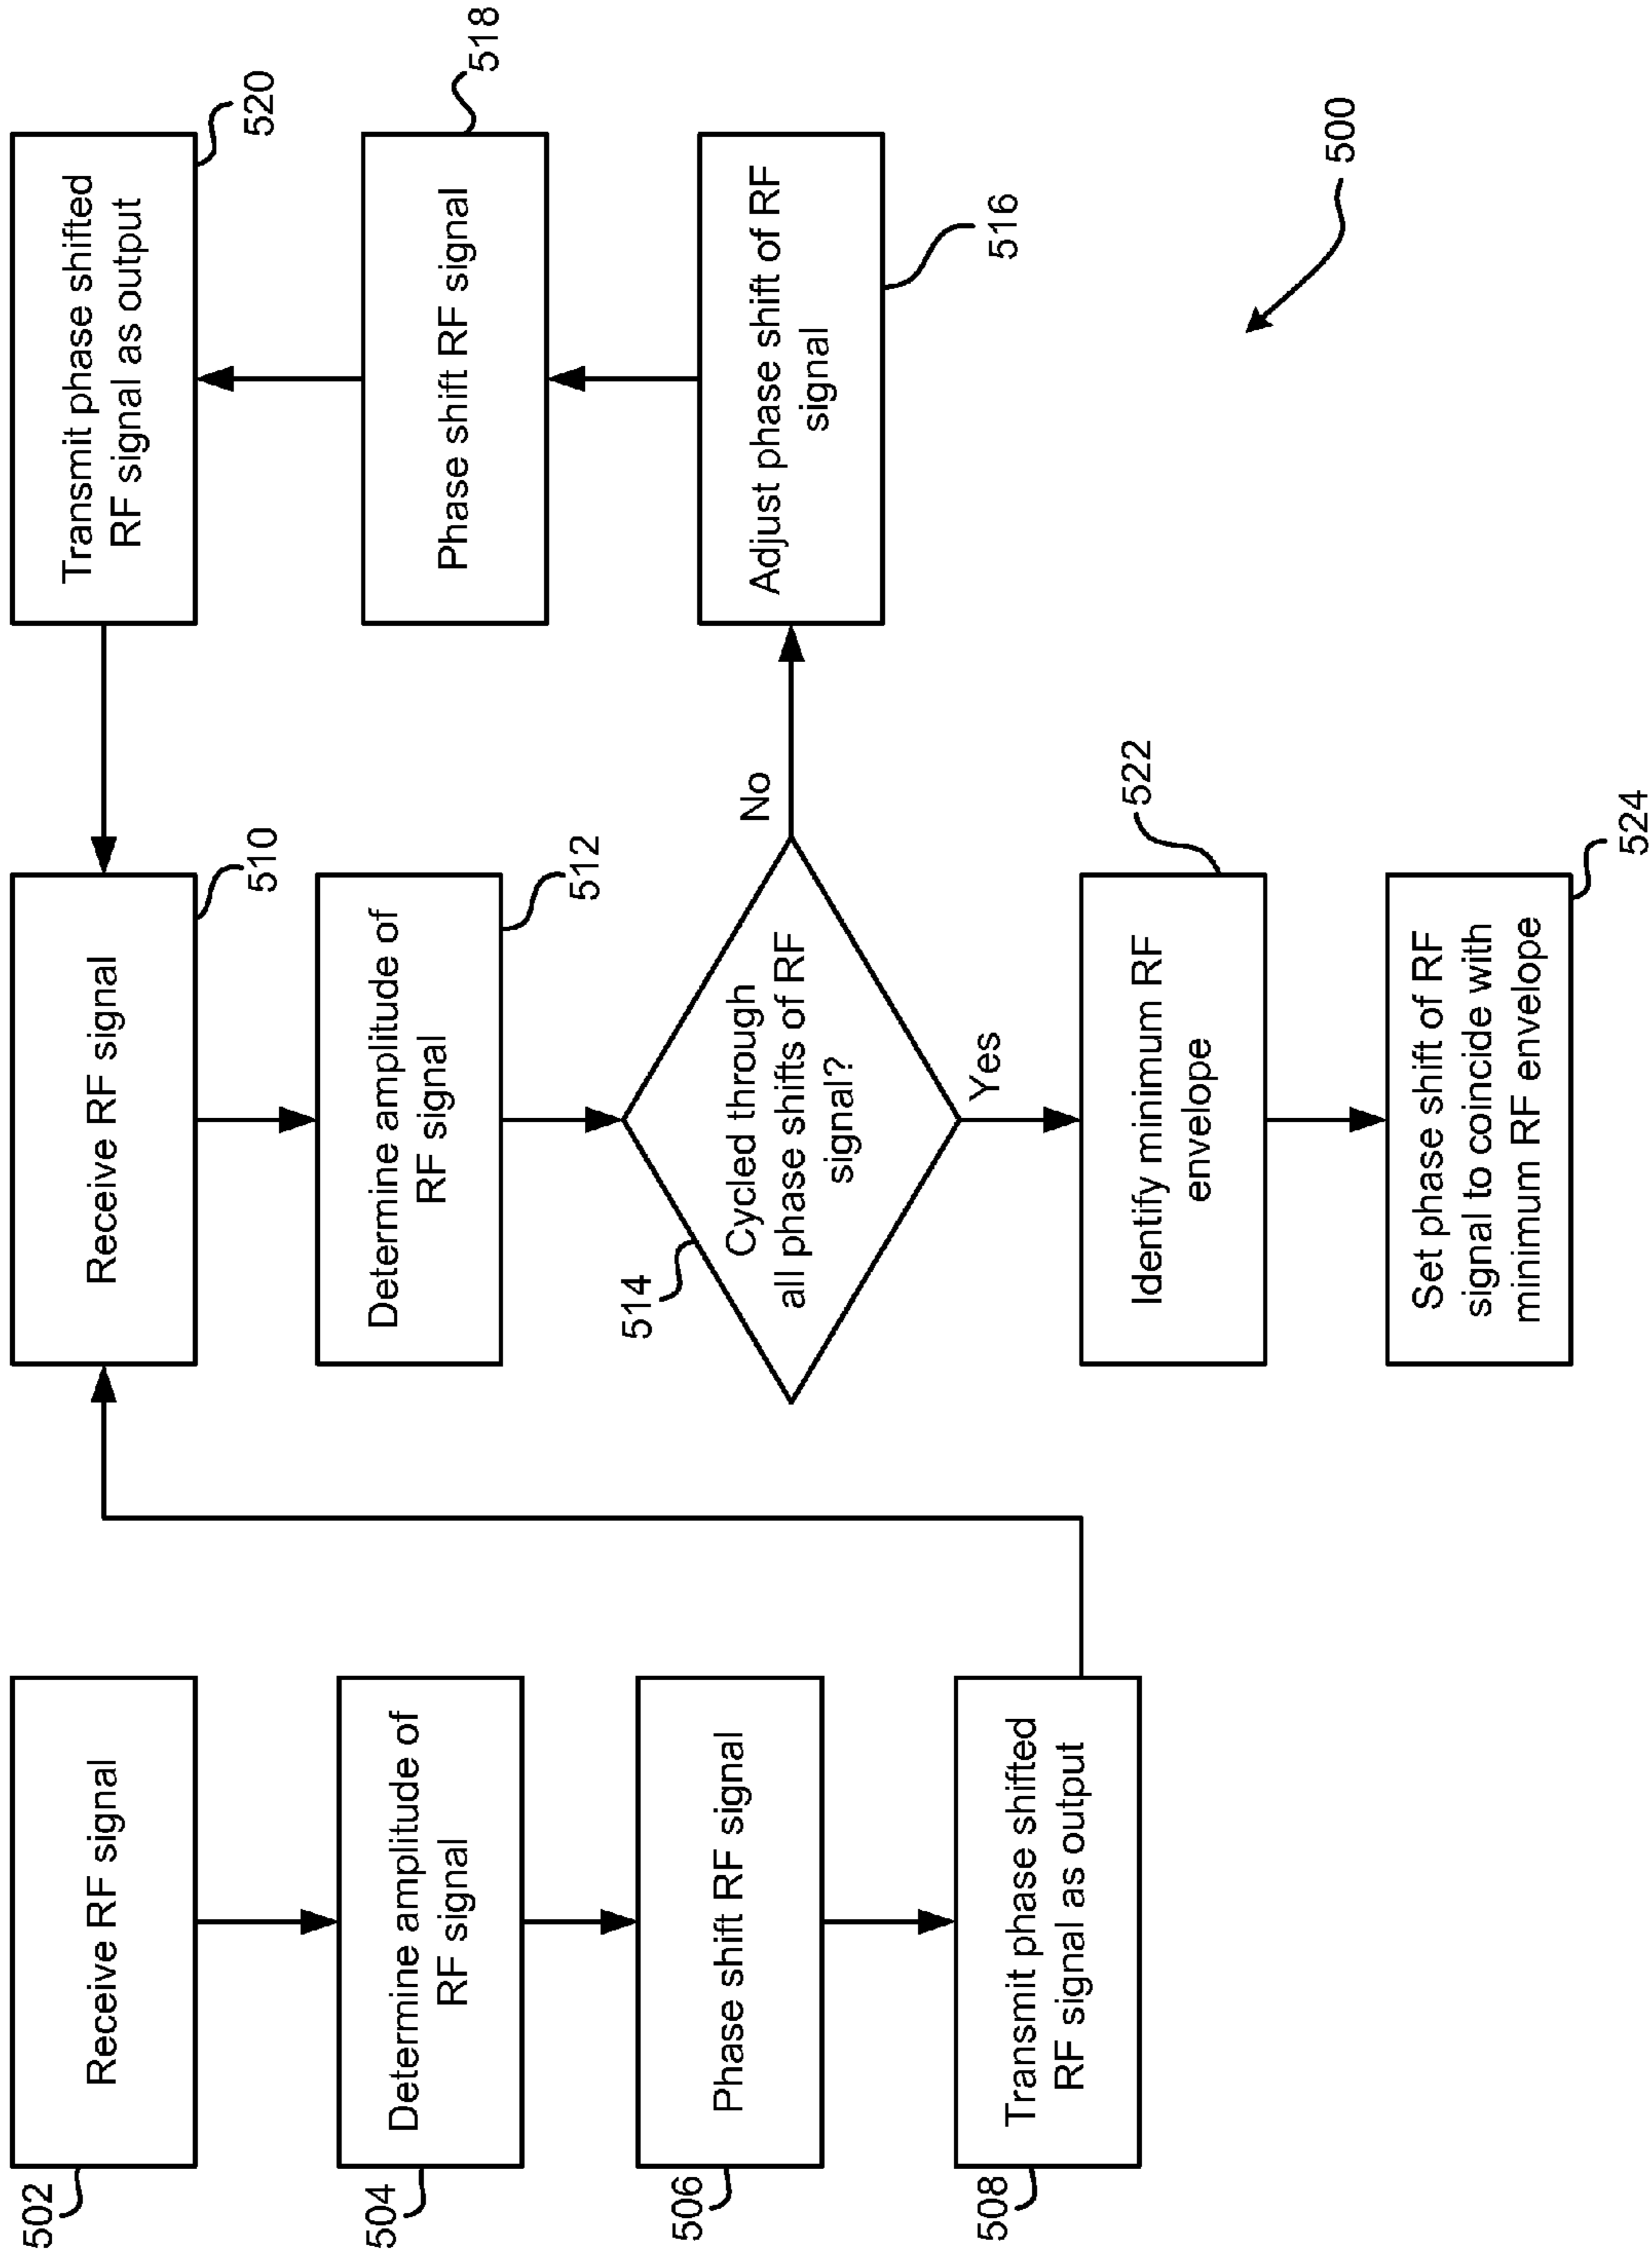 502
Receive RF signal
504
Determine amplitude of
RF signal
506
Phase shift RF signal
508
Transmit phase shifted
RF signal as output
Receive RF signal
510
Determine amplitude of
RF signal
512
514
Cycled through
all phase shifts of RF
signal?
No
Yes
Identify minimum RF
envelope
522
Set phase shift of RF
signal to coincide with
minimum RF envelope
524
Transmit phase shifted
RF signal as output
520
Phase shift RF signal
518
Adjust phase shift of RF
signal
516
500